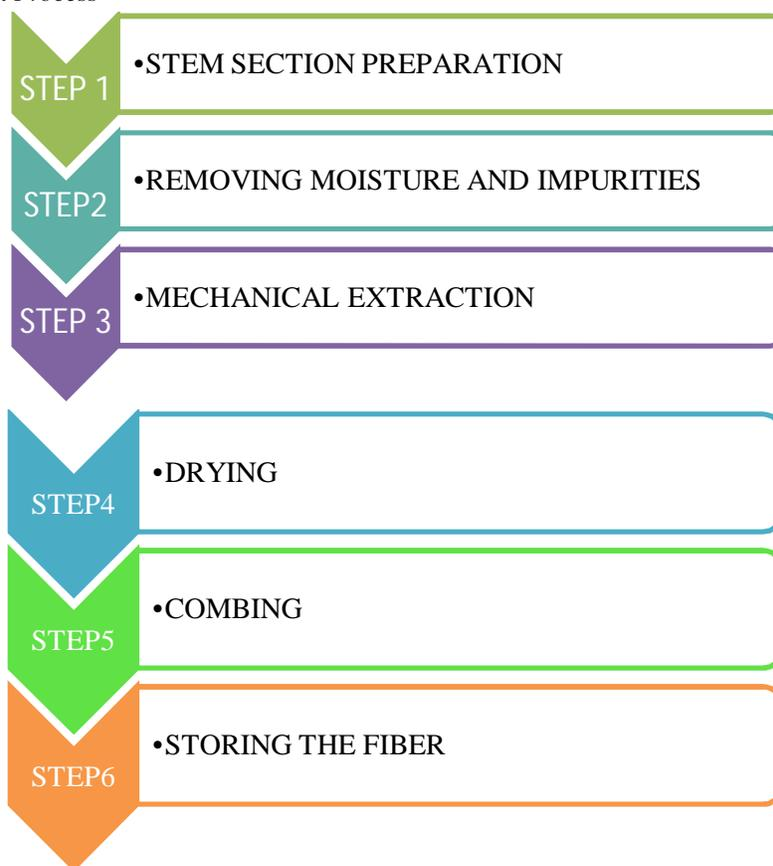 STEP 1
•STEM SECTION PREPARATION
STEP2
•REMOVING MOISTURE AND IMPURITIES
STEP 3
•MECHANICAL EXTRACTION
STEP4
•DRYING
STEP5
•COMBING
STEP6
•STORING THE FIBER